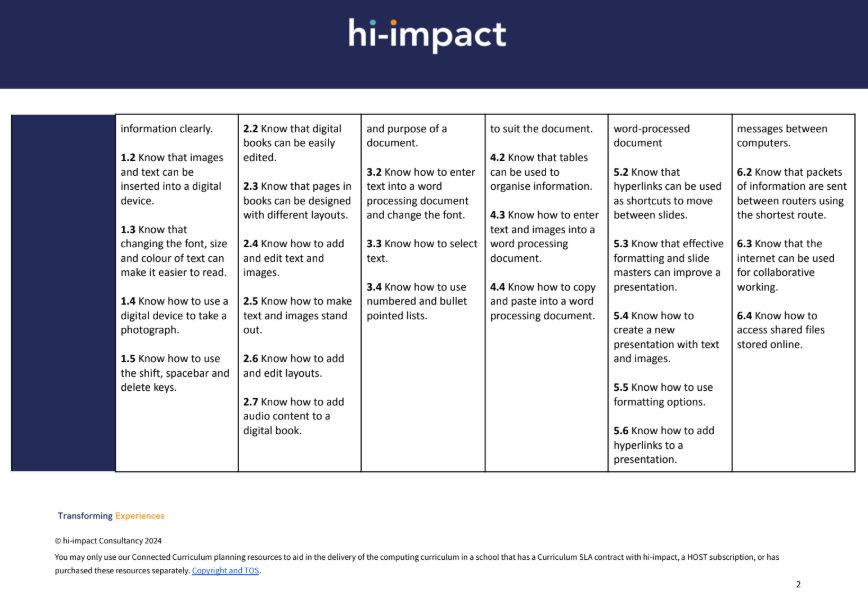 hi-impact
information clearly.
1.2 Know that images
and text can be
inserted into a digital
device.
1.3 Know that
changing the font, size
and colour of text can
make it easier to read.
1.4 Know how to use a
digital device to take a
photograph.
1.5 Know how to use
the shift, spacebar and
delete keys.
2.2 Know that digital
books can be easily
edited.
2.3 Know that pages in
books can be designed
with different layouts.
2.4 Know how to add
and edit text and
images.
2.5 Know how to make
text and images stand
out.
2.6 Know how to add
and edit layouts.
2.7 Know how to add
audio content to a
digital book.
and purpose of a
document.
3.2 Know how to enter
text into a word
processing document
and change the font.
3.3 Know how to select
text.
3.4 Know how to use
numbered and bullet
pointed lists.
to suit the document.
4.2 Know that tables
can be used to
organise information.
4.3 Know how to enter
text and images into a
word processing
document.
4.4 Know how to copy
and paste into a word
processing document.
word-processed
document
5.2 Know that
hyperlinks can be used
as shortcuts to move
between slides.
5.3 Know that effective
formatting and slide
masters can improve a
presentation.
5.4 Know how to
create a new
presentation with text
and images.
5.5 Know how to use
formatting options.
5.6 Know how to add
hyperlinks to a
presentation.
messages between
computers.
6.2 Know that packets
of information are sent
between routers using
the shortest route.
6.3 Know that the
internet can be used
for collaborative
working.
6.4 Know how to
access shared files
stored online.
Transforming Experiences
© hi-impact Consultancy 2024
You may only use our Connected Curriculum planning resources to aid in the delivery of the computing curriculum in a school that has a Curriculum SLA contract with hi-impact, a HOST subscription, or has
purchased these resources separately. Copyright and TOS.
2